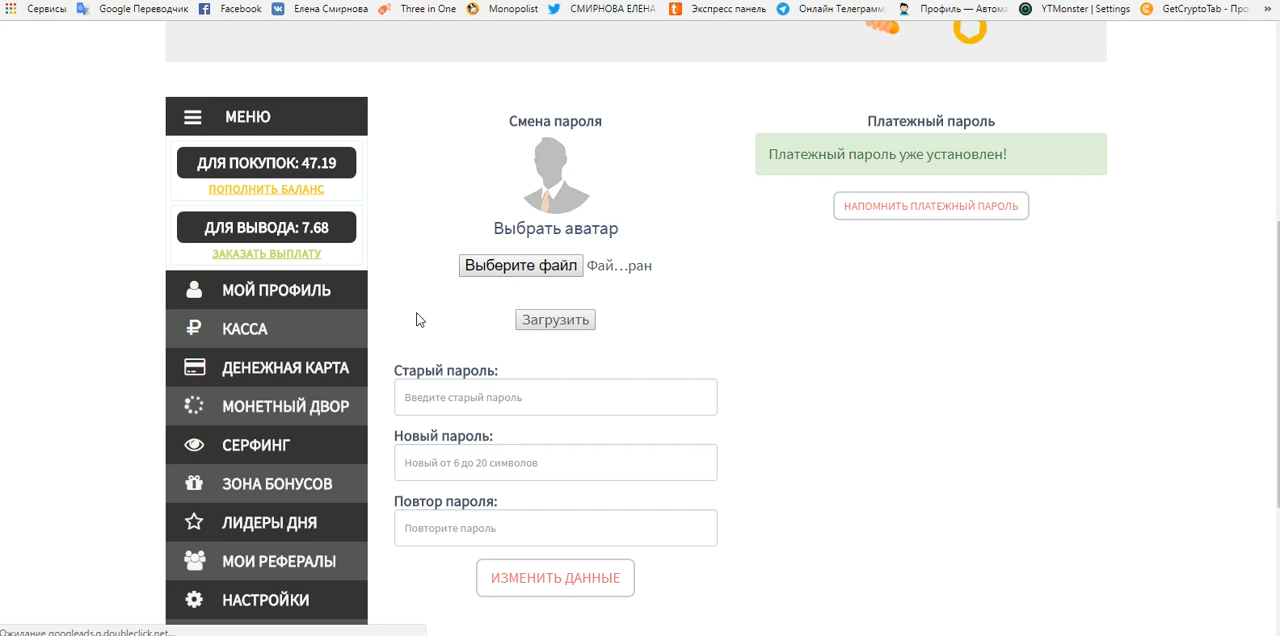 Сервисы Google Переводчик Facebook Елена Смирнова Three in One Monopolist СМИРНОВА ЕЛЕНА Экспресс панель Онлайн Телеграмм, Профиль — Автома YTMonster | Settings GetCryptoTab - Про »
МЕНЮ
ДЛЯ ПОКУПОК: 47.19
ПОПОЛНИТЬ БАЛАНС
ДЛЯ ВЫВОДА: 7.68
ЗАКАЗАТЬ ВЫПЛАТУ
МОЙ ПРОФИЛЬ
КАССА
ДЕНЕЖНАЯ КАРТА
МОНЕТНЫЙ ДВОР
СЕРФИНГ
ЗОНА БОНУСОВ
ЛИДЕРЫ ДНЯ
МОИ РЕФЕРАЛЫ
НАСТРОЙКИ
Смена пароля
Выбрать аватар
Выберите файл Фай...ран
Загрузить
Старый пароль:
Введите старый пароль
Новый пароль:
Новый от 6 до 20 символов
Повтор пароля:
Повторите пароль
ИЗМЕНИТЬ ДАННЫЕ
Платежный пароль
Платежный пароль уже установлен!
НАПОМНИТЬ ПЛАТЕЖНЫЙ ПАРОЛЬ
Ожидание googleads.g.doubleclick.net...